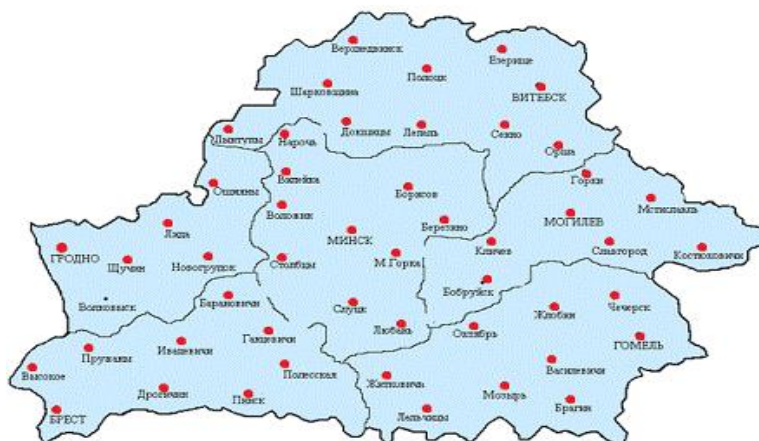 Верхнедвинск
Езерище
Полоцк
Шарковщина
ВИТЕБСК
Докшицы
Лепель
Сенно
Лынтупы
Нарочь
Орша
Вилейка
Горки
Ошмяны
Борисов
Мстиславль
Воложин
Березино
МОГИЛЕВ
Лида
МИНСК
Кличев
Славгород
Костюковичи
ГРОДНО
Щучин
Новогрудок
Столбцы
М.Горка
Бобруйск
Волковыск
Барановичи
Слуцк
Чечерск
Жлобин
Любань
Октябрь
Ганцевичи
Ивацевичи
ГОМЕЛЬ
Пружаны
Высокое
Полесская
Василевичи
Житковичи
Дрогичин
Пинск
Мозырь
БРЕСТ
Лельчицы
Брагин